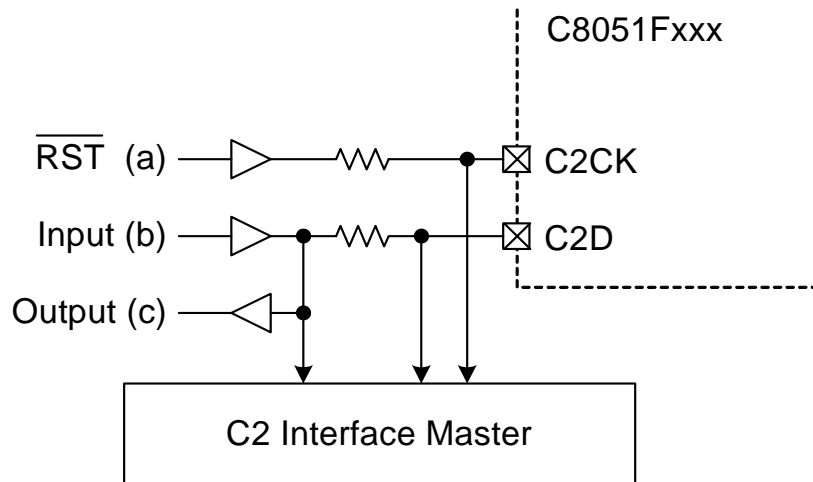 C8051Fxxx
RST (a)
C2CK
Input (b)
C2D
Output (c)
C2 Interface Master